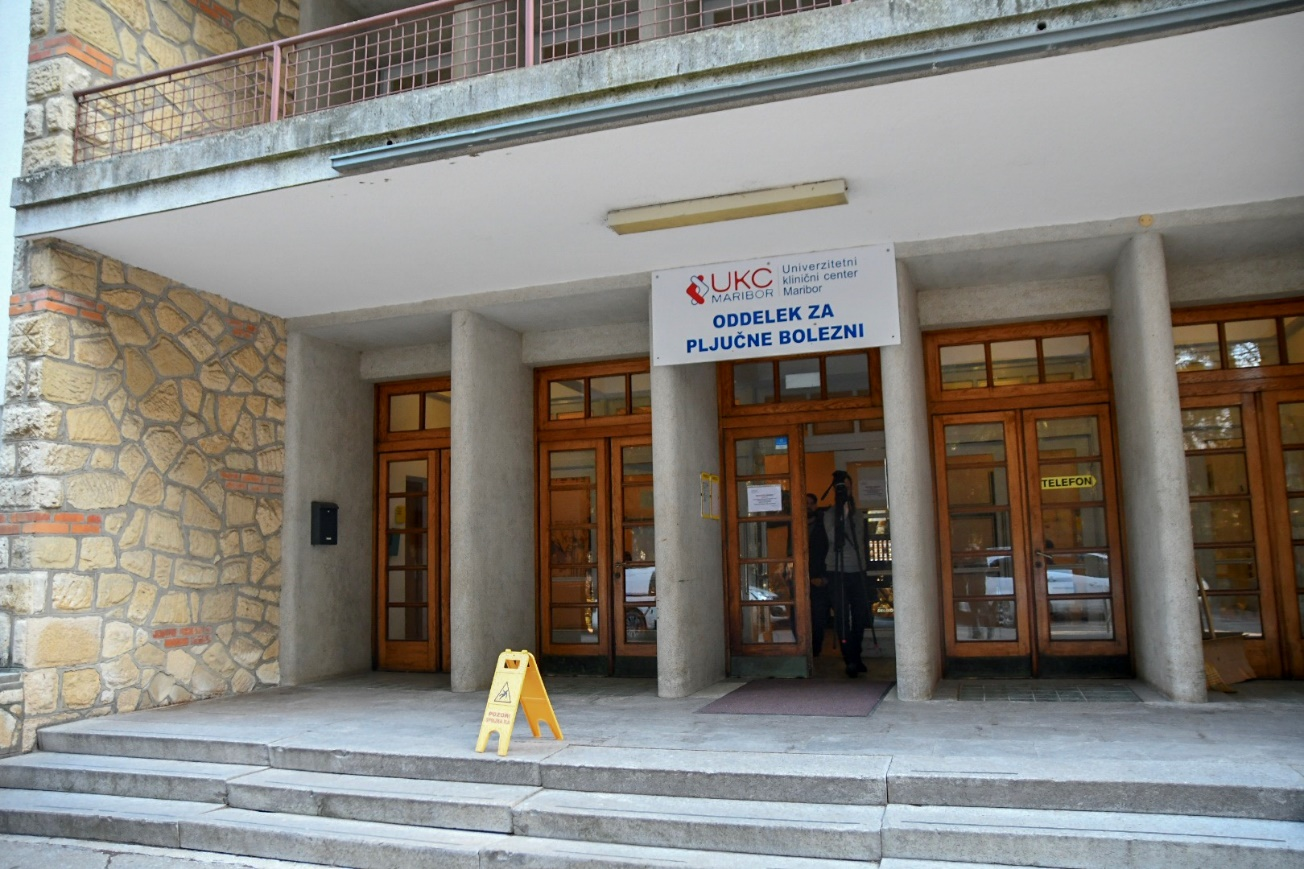 UKC
MARIBOR
Univerzitetni
klinični center
Maribor
ODDELEK ZA
PLJUČNE BOLEZNI
TELEFON